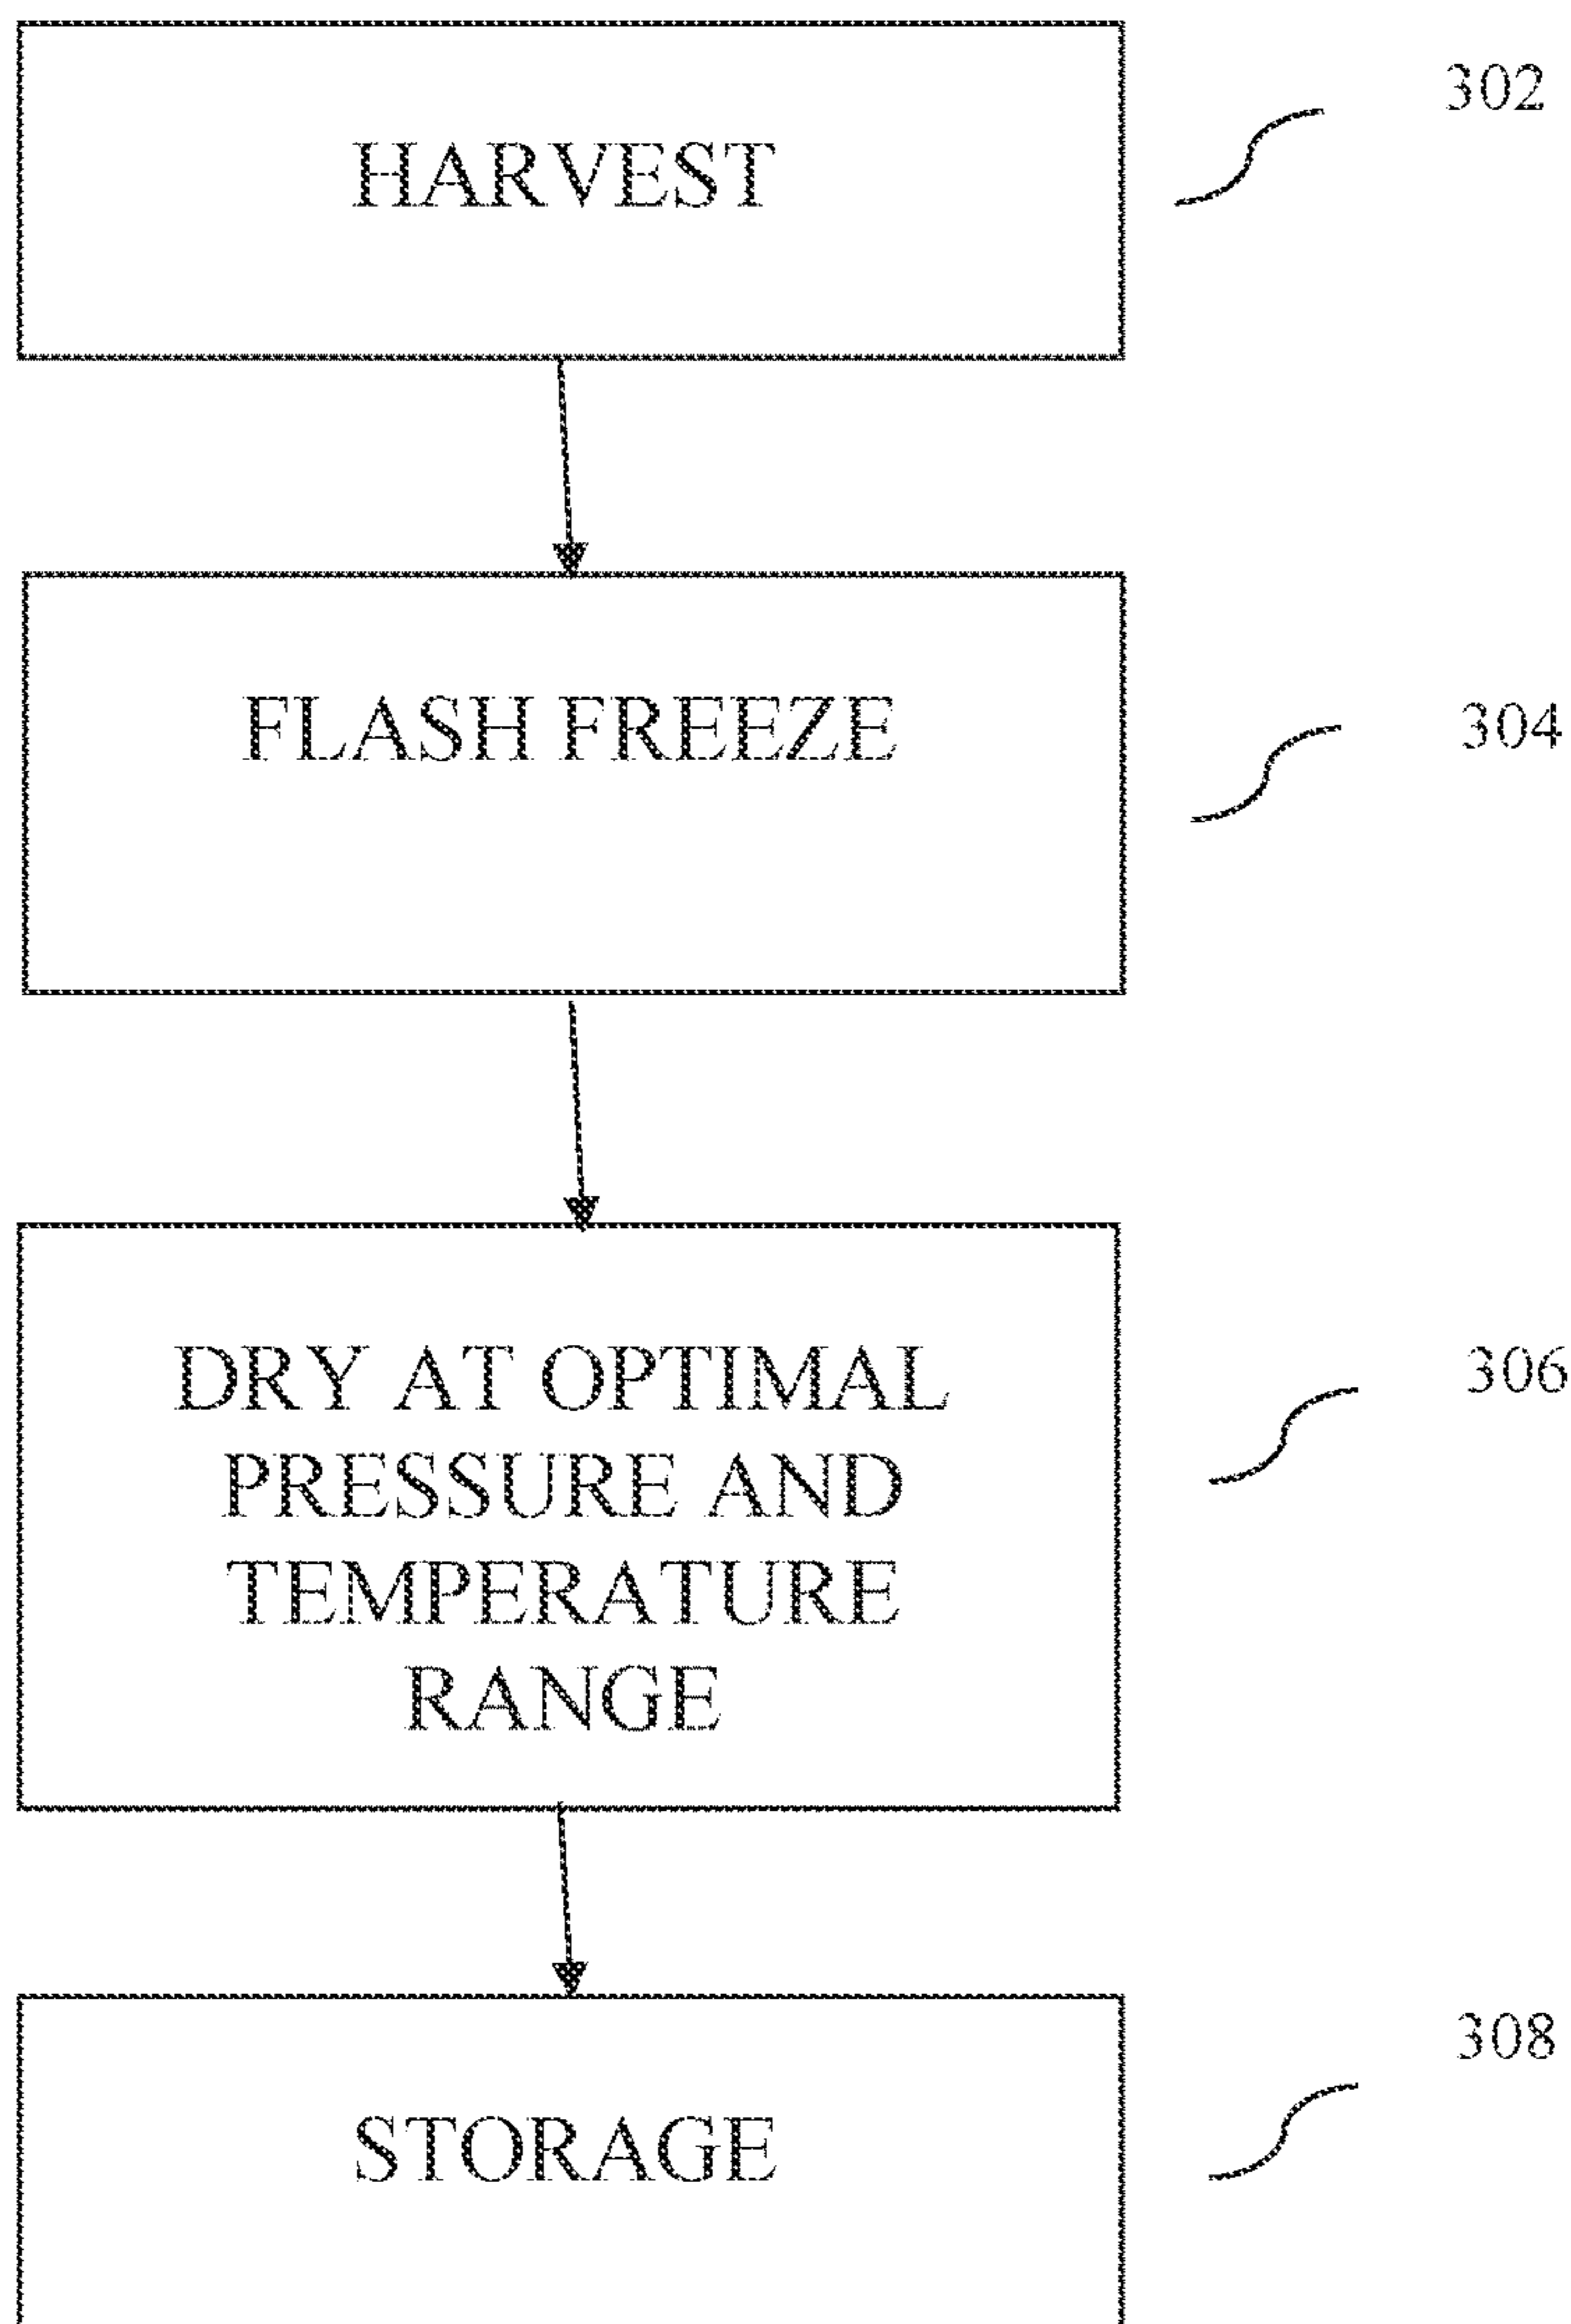 302
HARVEST
304
FLASH FREEZE
306
DRY AT OPTIMAL
PRESSURE AND
TEMPERATURE
RANGE
308
STORAGE